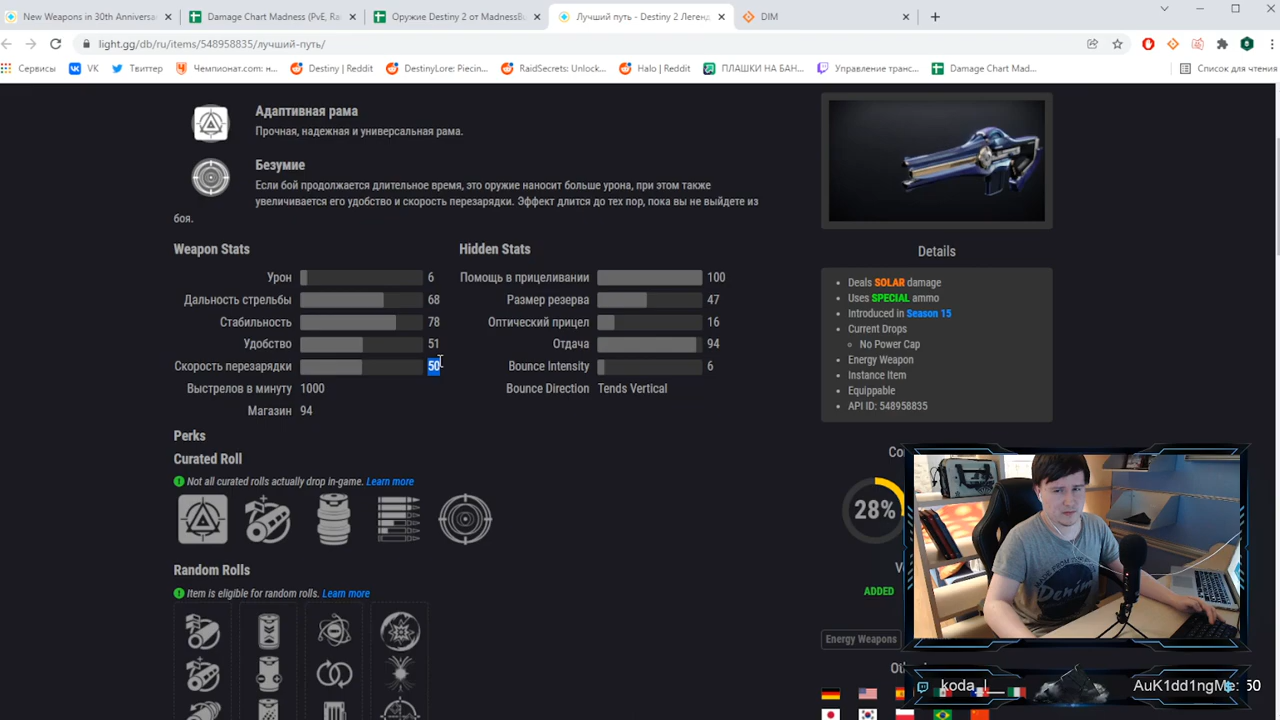 New Weapons in 30th Anniversa
Damage Chart Madness (PvE, Ra
Оружие Destiny 2 от MadnessBu
Лучший путь - Destiny 2 Легенд
DIM
light.gg/db/ru/items/548958835/лучший-путь/
Сервисы
VK
Твиттер
Чемпионат.com: н...
Destiny | Reddit
DestinyLore: Piecin...
RaidSecrets: Unlock...
Halo | Reddit
ПЛАШКИ НА БАН...
Управление транс...
Damage Chart Mad...
Список для чтения
Адаптивная рама
Прочная, надежная и универсальная рама.
Безумие
Если бой продолжается длительное время, это оружие наносит больше урона, при этом также
увеличивается его удобство и скорость перезарядки. Эффект длится до тех пор, пока вы не выйдете из
боя.
Weapon Stats
Урон 6
Дальность стрельбы 68
Стабильность 78
Удобство 51
Скорость перезарядки 50
Выстрелов в минуту 1000
Магазин 94
Hidden Stats
Помощь в прицеливании 100
Размер резерва 47
Оптический прицел 16
Отдача 94
Bounce Intensity 6
Bounce Direction Tends Vertical
Details
Deals SOLAR damage
Uses SPECIAL ammo
Introduced in Season 15
Current Drops
No Power Cap
Energy Weapon
Instance Item
Equippable
API ID: 548958835
Perks
Curated Roll
Not all curated rolls actually drop in-game. Learn more
Random Rolls
Item is eligible for random rolls. Learn more
Co
28%
V
ADDED
Energy Weapons
Ot
koda_l
AuK1dd1ngMe: 50